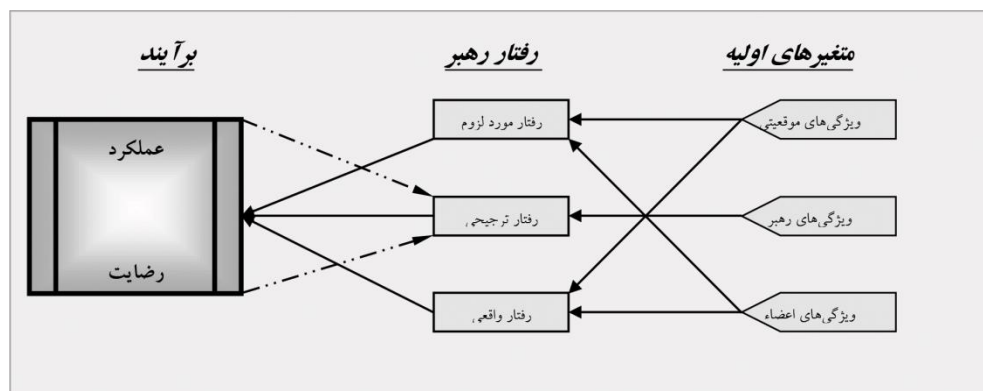 متغیرهای اولیه
رفتار رهبر
برآیند
ویژگی‌های موقعیتی
رفتار مورد لزوم
عملکرد
ویژگی‌های رهبر
رفتار ترجیحی
رضایت
ویژگی‌های اعضاء
رفتار واقعی